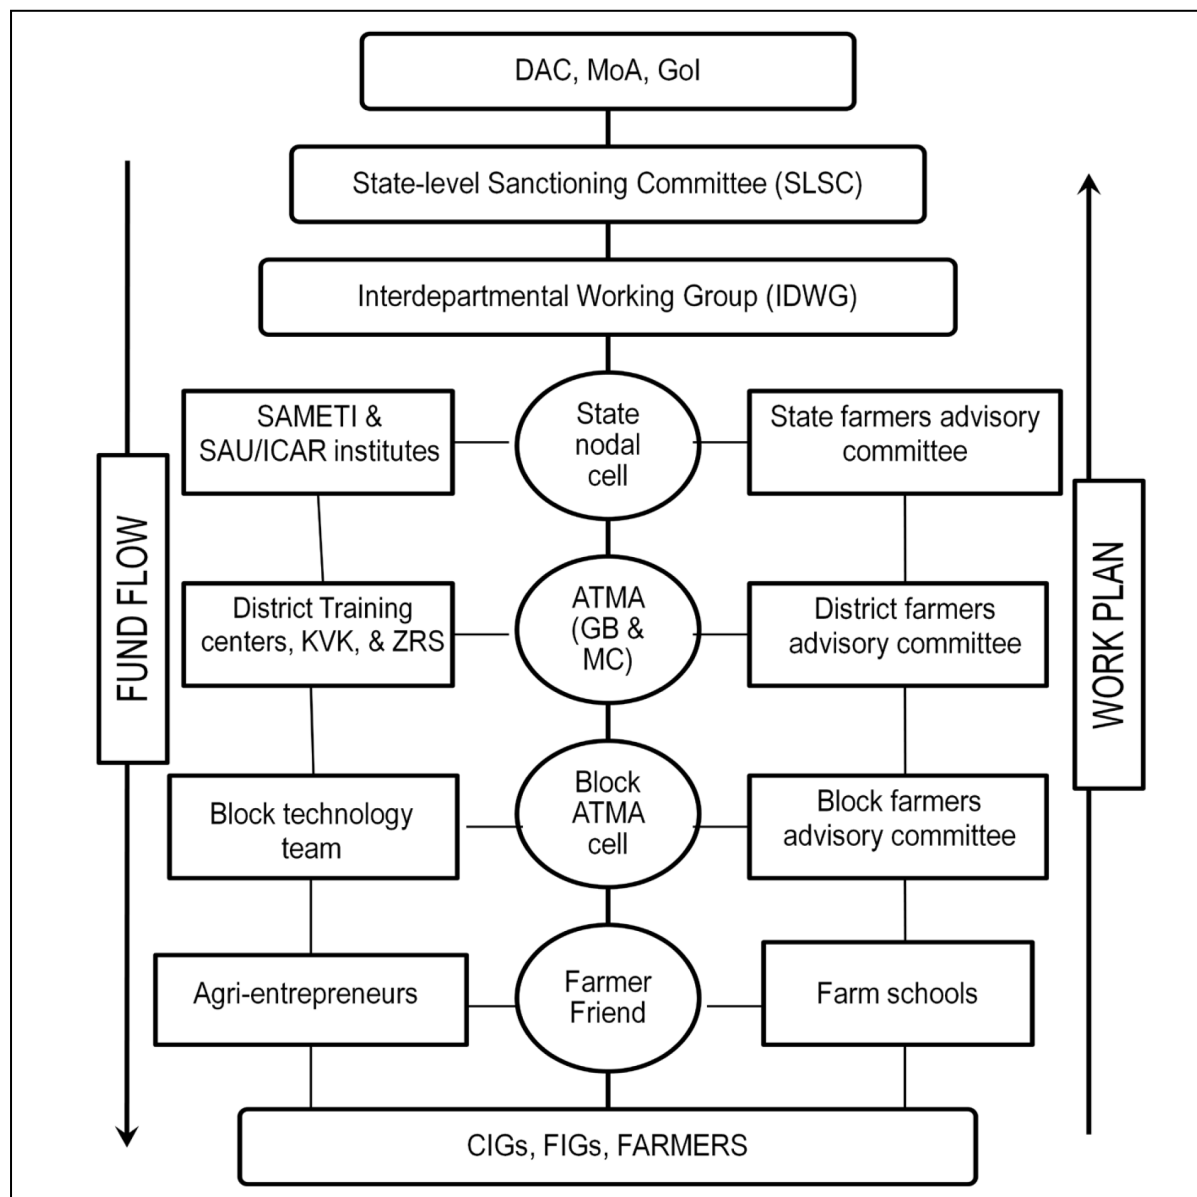 DAC, MoA, GoI
State-level Sanctioning Committee (SLSC)
Interdepartmental Working Group (IDWG)
SAMETI &
SAU/ICAR institutes
State
nodal
cell
State farmers advisory
committee
FUND FLOW
WORK PLAN
District Training
centers, KVK, & ZRS
ATMA
(GB &
MC)
District farmers
advisory committee
Block technology
team
Block
ATMA
cell
Block farmers
advisory committee
Agri-entrepreneurs
Farmer
Friend
Farm schools
CIGs, FIGs, FARMERS